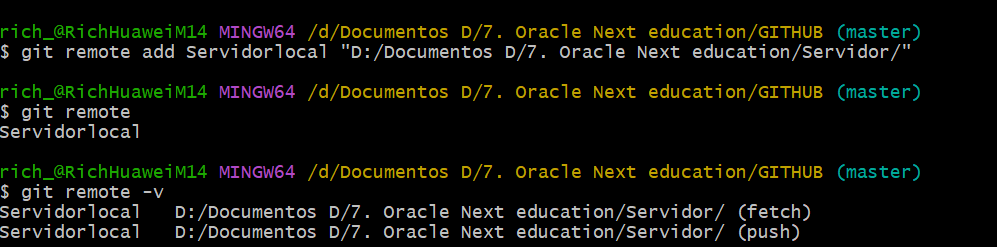 rich_@RichHuaweiM14 MINGW64 /d/Documentos D/7. Oracle Next education/GITHUB (master)
$ git remote add Servidorlocal "D:/Documentos D/7. Oracle Next education/Servidor/"
rich_@RichHuaweiM14 MINGW64 /d/Documentos D/7. Oracle Next education/GITHUB (master)
$ git remote
Servidorlocal
rich_@RichHuaweiM14 MINGW64 /d/Documentos D/7. Oracle Next education/GITHUB (master)
$ git remote -v
Servidorlocal   D:/Documentos D/7. Oracle Next education/Servidor/ (fetch)
Servidorlocal   D:/Documentos D/7. Oracle Next education/Servidor/ (push)